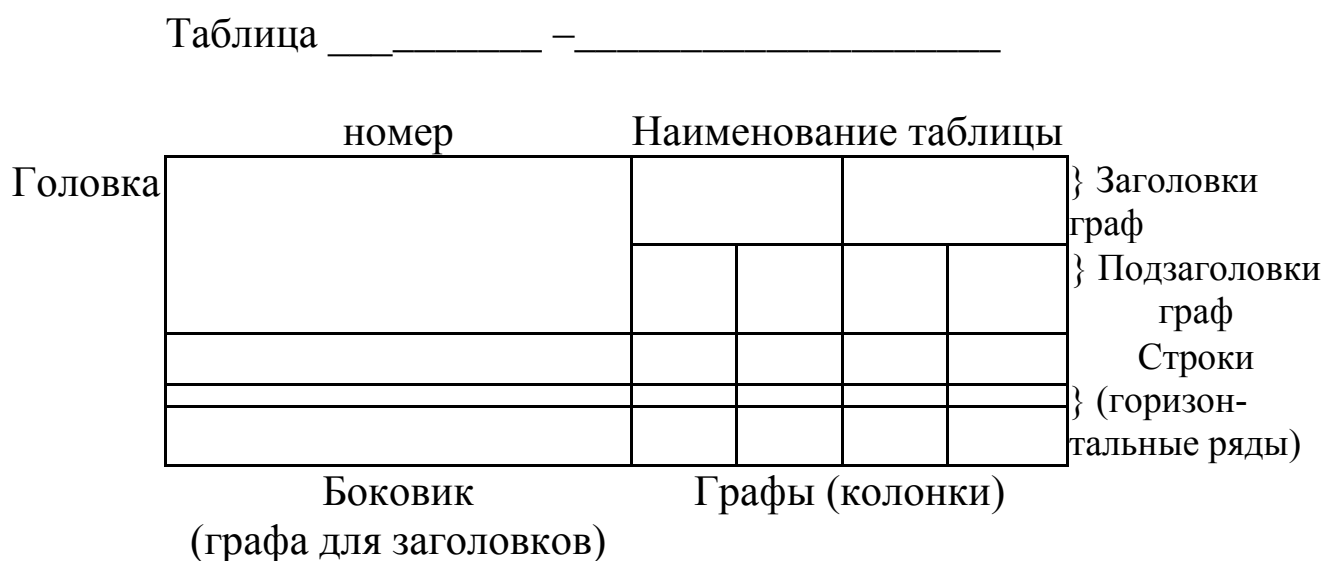 Таблица __________ –____________________
номер Наименование таблицы
Головка
} Заголовки
граф
} Подзаголовки
граф
Строки
} (горизон-
тальные ряды)
Боковик Графы (колонки)
(графа для заголовков)